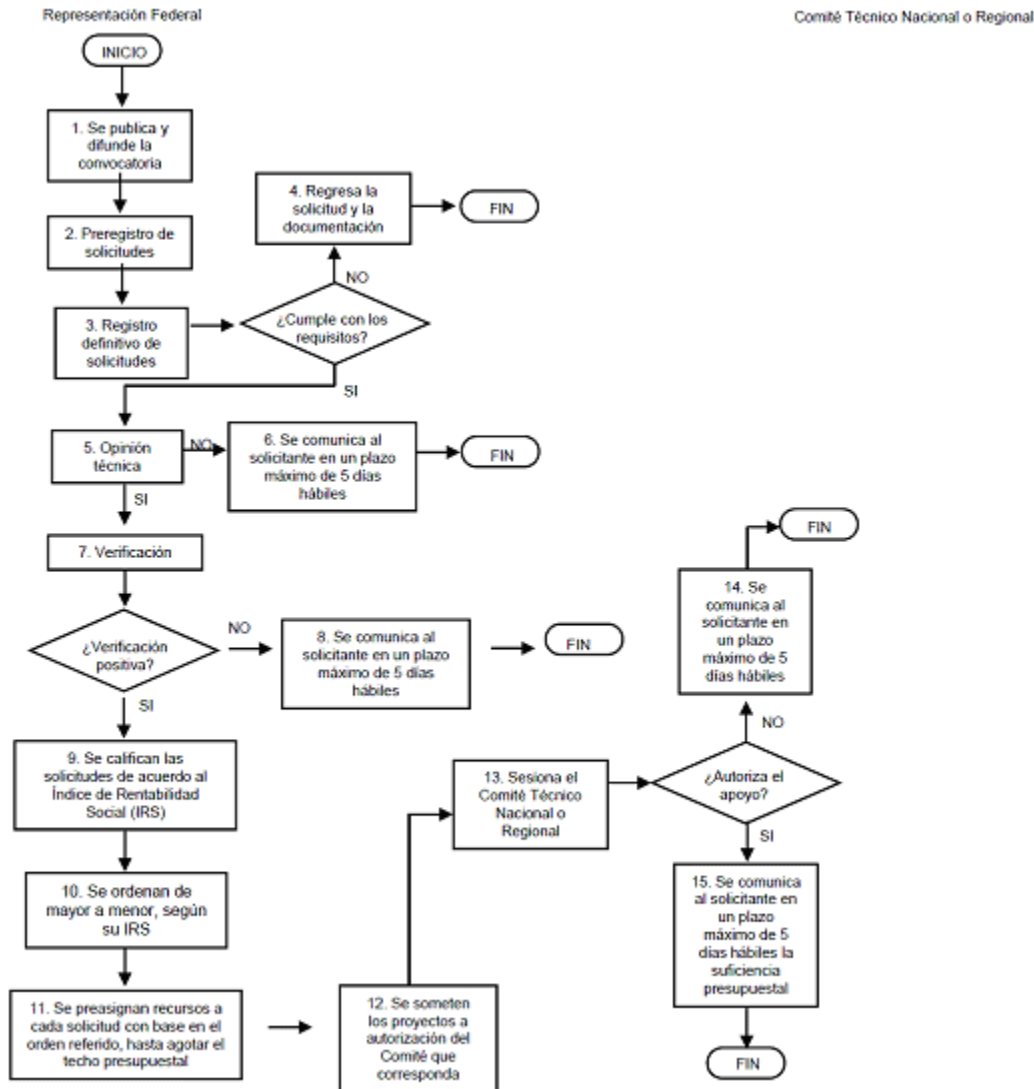 Representación Federal
Comité Técnico Nacional o Regional
INICIO
1. Se publica y
difunde la
convocatoria
2. Preregistro de
solicitudes
3. Registro
definitivo de
solicitudes
¿Cumple con los
requisitos?
NO
4. Regresa la
solicitud y la
documentación
FIN
SI
5. Opinión
técnica
NO
6. Se comunica al
solicitante en un plazo
máximo de 5 días
hábiles
FIN
SI
7. Verificación
¿Verificación
positiva?
NO
8. Se comunica al
solicitante en un plazo
máximo de 5 días
hábiles
FIN
SI
9. Se califican las
solicitudes de acuerdo al
Índice de Rentabilidad
Social (IRS)
10. Se ordenan de
mayor a menor, según
su IRS
11. Se preasignan recursos a
cada solicitud con base en el
orden referido, hasta agotar el
techo presupuestal
12. Se someten
los proyectos a
autorización del
Comité que
corresponda
13. Sesiona el
Comité Técnico
Nacional o
Regional
¿Autoriza el
apoyo?
NO
14. Se
comunica al
solicitante en
un plazo
máximo de 5
días hábiles
FIN
SI
15. Se comunica
al solicitante en
un plazo
máximo de 5
días hábiles la
suficiencia
presupuestal
FIN